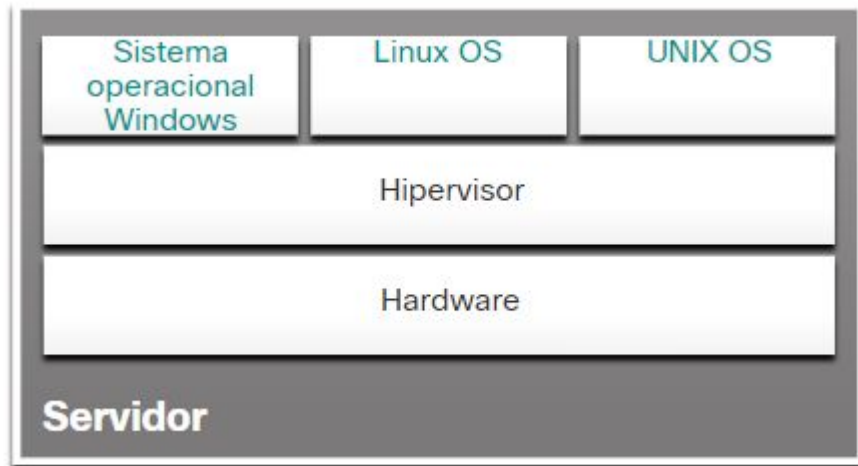 Sistema
operacional
Windows
Linux OS
UNIX OS
Hipervisor
Hardware
Servidor